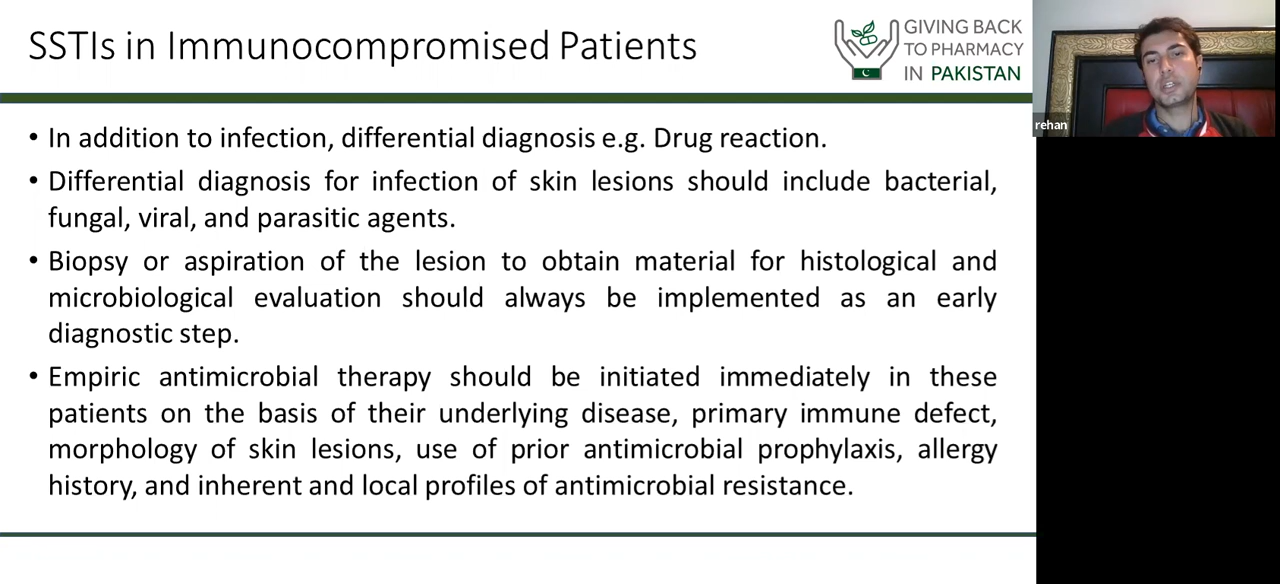 SSTIs in Immunocompromised Patients
GIVING BACK
TO PHARMACY
IN PAKISTAN
rehan
• In addition to infection, differential diagnosis e.g. Drug reaction.
• Differential diagnosis for infection of skin lesions should include bacterial,
fungal, viral, and parasitic agents.
• Biopsy or aspiration of the lesion to obtain material for histological and
microbiological evaluation should always be implemented as an early
diagnostic step.
• Empiric antimicrobial therapy should be initiated immediately in these
patients on the basis of their underlying disease, primary immune defect,
morphology of skin lesions, use of prior antimicrobial prophylaxis, allergy
history, and inherent and local profiles of antimicrobial resistance.